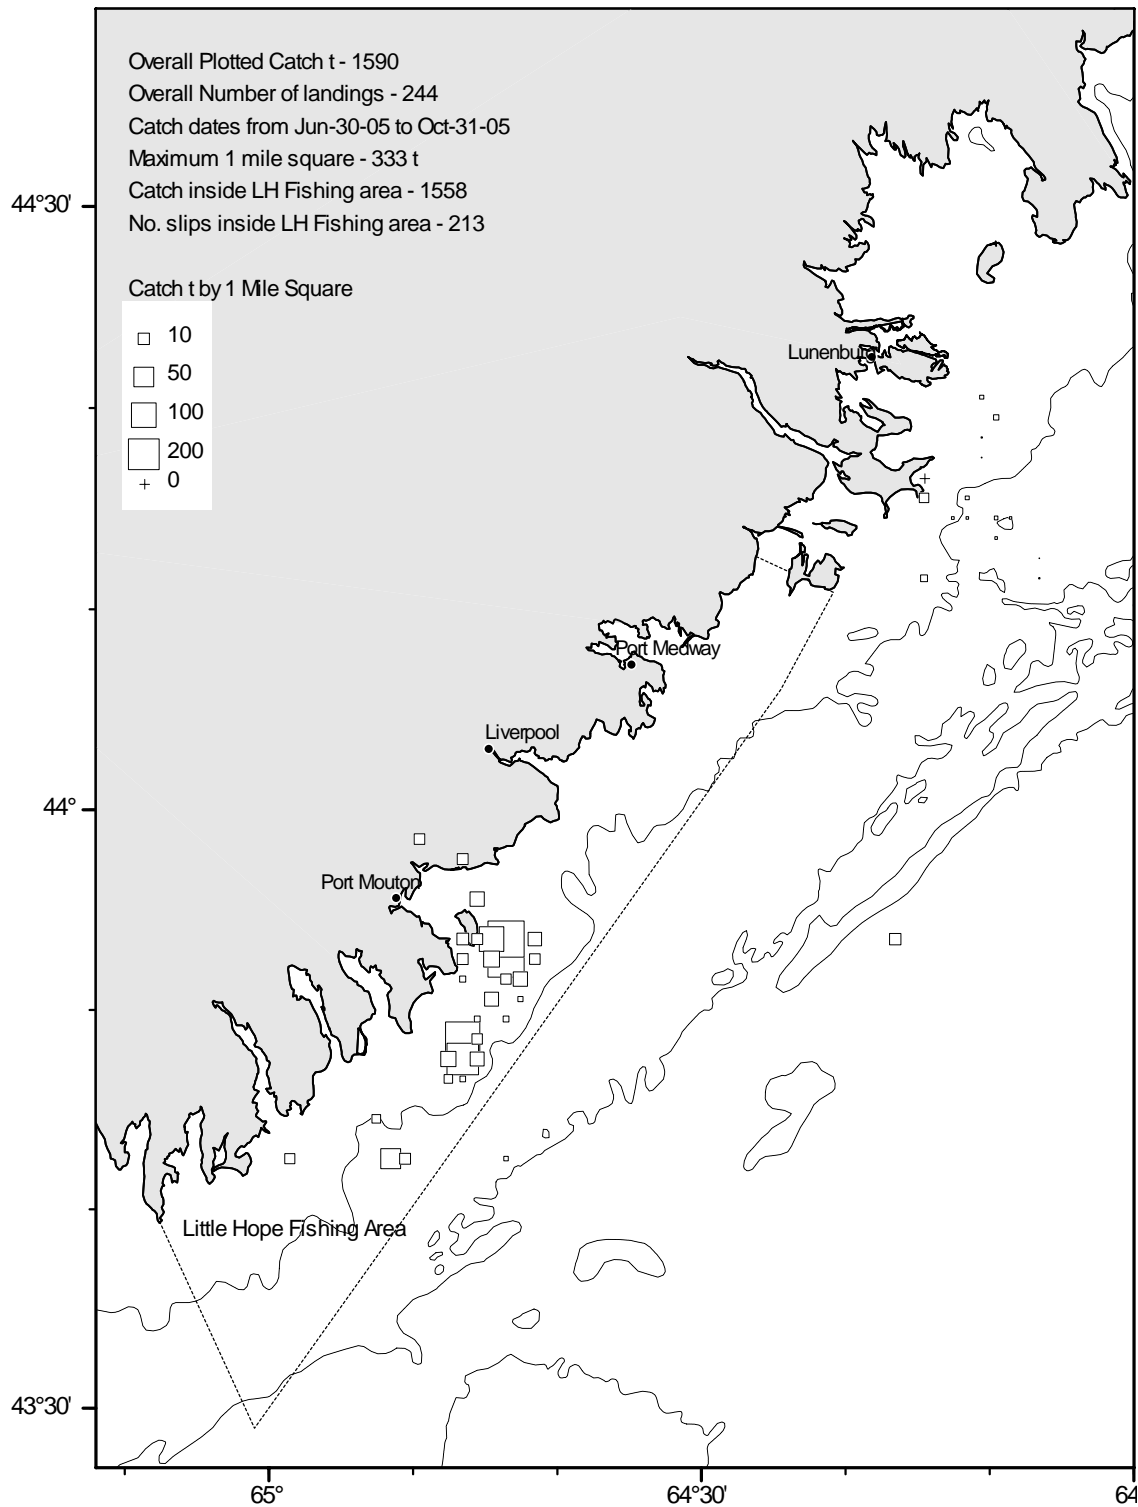 Overall Plotted Catch t - 1590
Overall Number of landings - 244
Catch dates from Jun-30-05 to Oct-31-05
Maximum 1 mile square - 333 t
Catch inside LH Fishing area - 1558
No. slips inside LH Fishing area - 213
44°30'
Catch t by 1 Mile Square
10
50
100
200
0
Lunenburg
Port Medway
Liverpool
44°
Port Mouton
Little Hope Fishing Area
43°30'
65°
64°30'
64